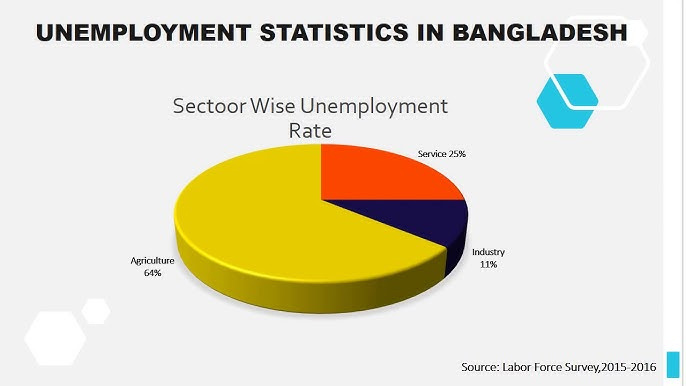 UNEMPLOYMENT STATISTICS IN BANGLADESH
Sectoor Wise Unemployment
Rate
Service 25%
Industry
11%
Agriculture
64%
Source: Labor Force Survey,2015-2016